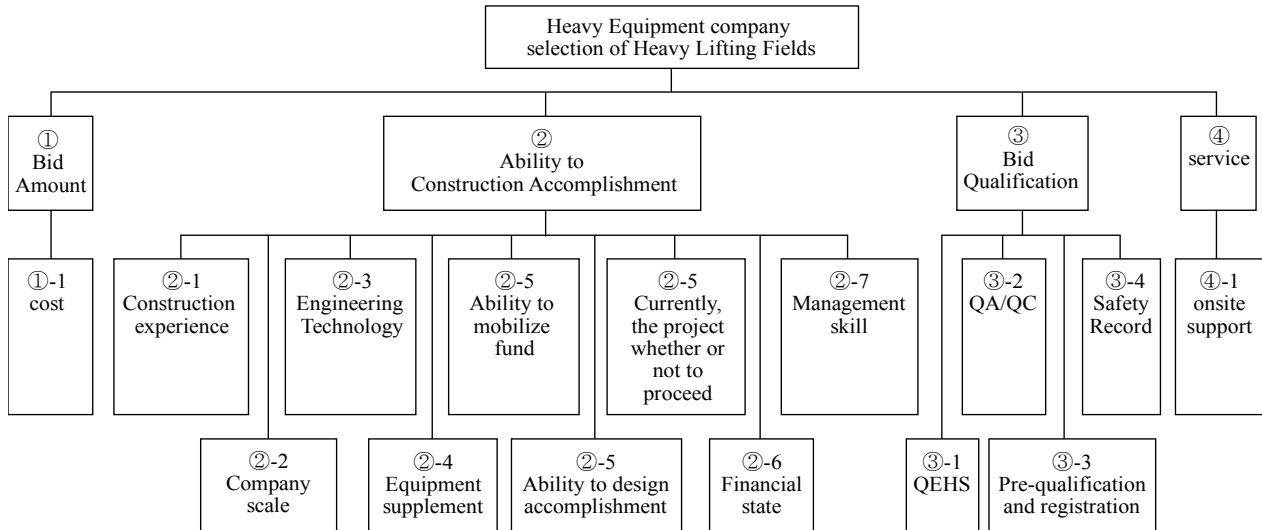 Heavy Equipment company
selection of Heavy Lifting Fields
①
Bid
Amount
②
Ability to
Construction Accomplishment
③
Bid
Qualification
④
service
①-1
cost
②-1
Construction
experience
②-3
Engineering
Technology
②-5
Ability to
mobilize
fund
②-5
Currently,
the project
whether or
not to
proceed
②-7
Management
skill
③-2
QA/QC
③-4
Safety
Record
④-1
onsite
support
②-2
Company
scale
②-4
Equipment
supplement
②-5
Ability to design
accomplishment
②-6
Financial
state
③-1
QEHS
③-3
Pre-qualification
and registration